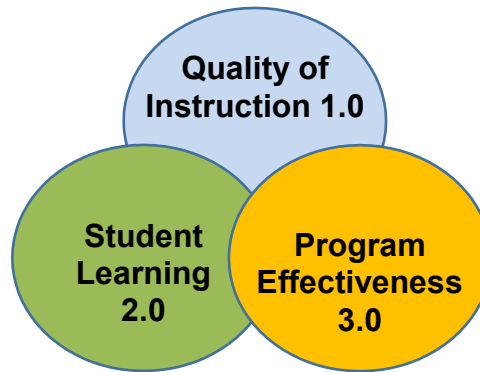 Quality of
Instruction 1.0
Student
Learning
2.0
Program
Effectiveness
3.0